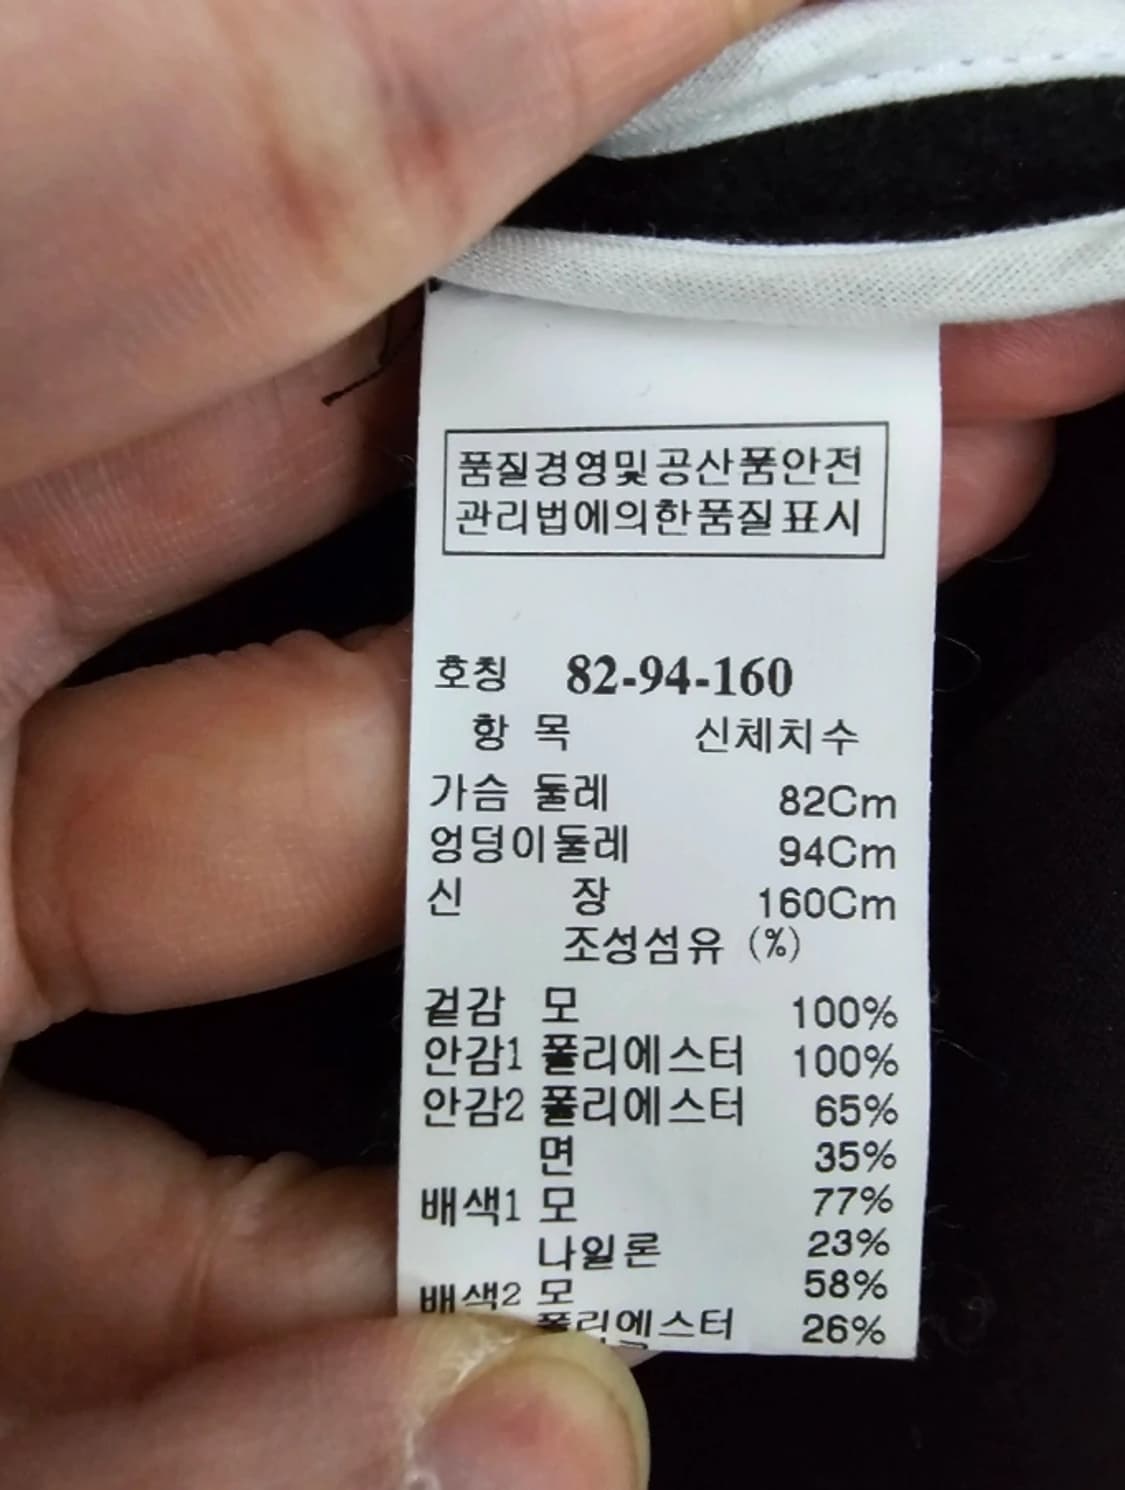 품질경영및공산품안전
관리법에의한품질표시
호칭 82-94-160
항 목 신체치수
가슴 둘레 82Cm
엉덩이둘레 94Cm
신 장 160Cm
조성섬유 (%)
겉감 모 100%
안감1 폴리에스터 100%
안감2 폴리에스터 65%
면 35%
배색1 모 77%
나일론 23%
배색2 모 58%
폴리에스터 26%